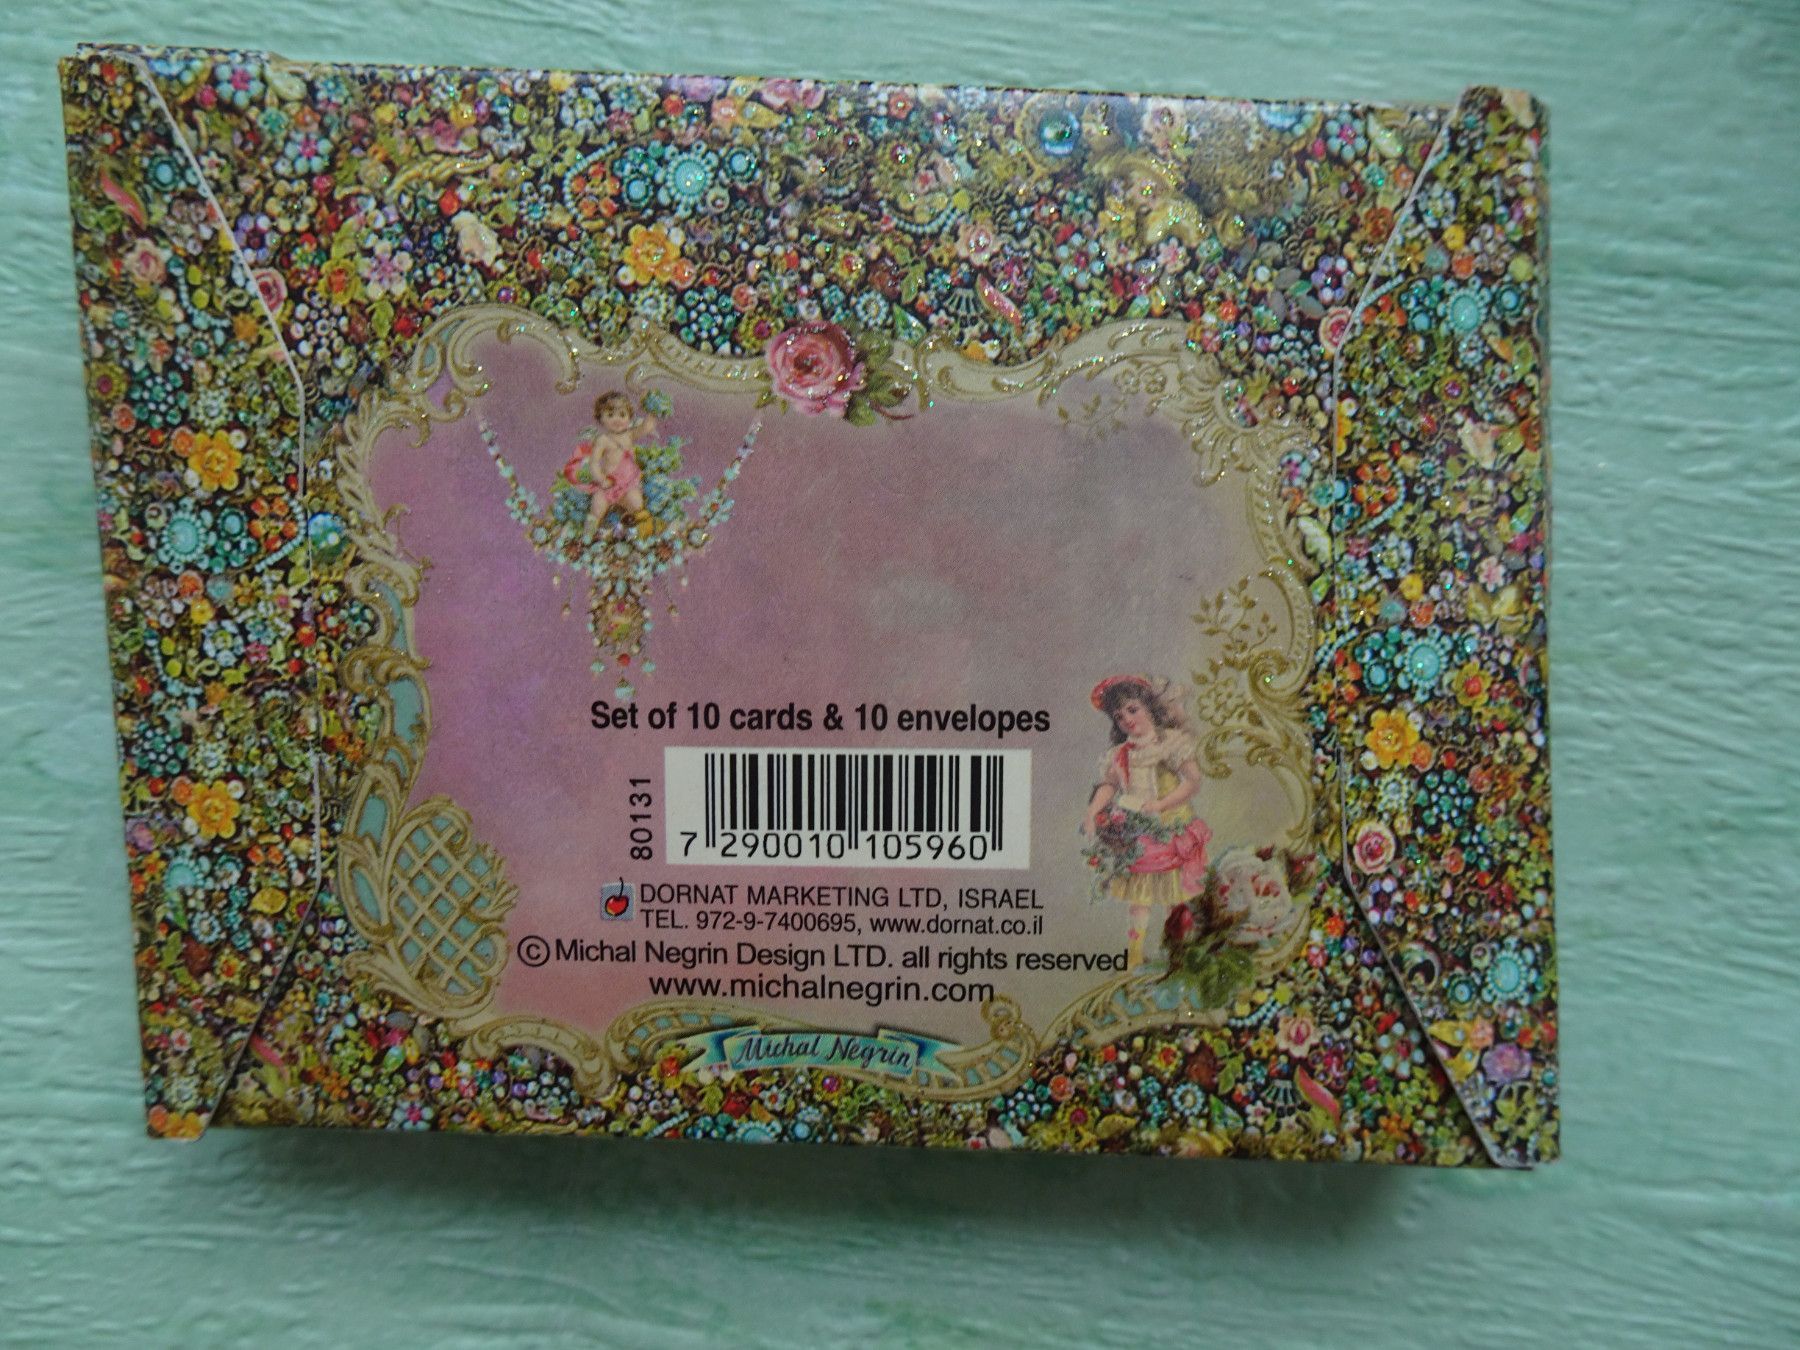 Set of 10 cards & 10 envelopes
80131
7 290010 105960
DORNAT MARKETING LTD, ISRAEL
TEL. 972-9-7400695, www.dornat.co.il
©Michal Negrin Design LTD. all rights reserved
www.michalnegrin.com
Michal Negrin